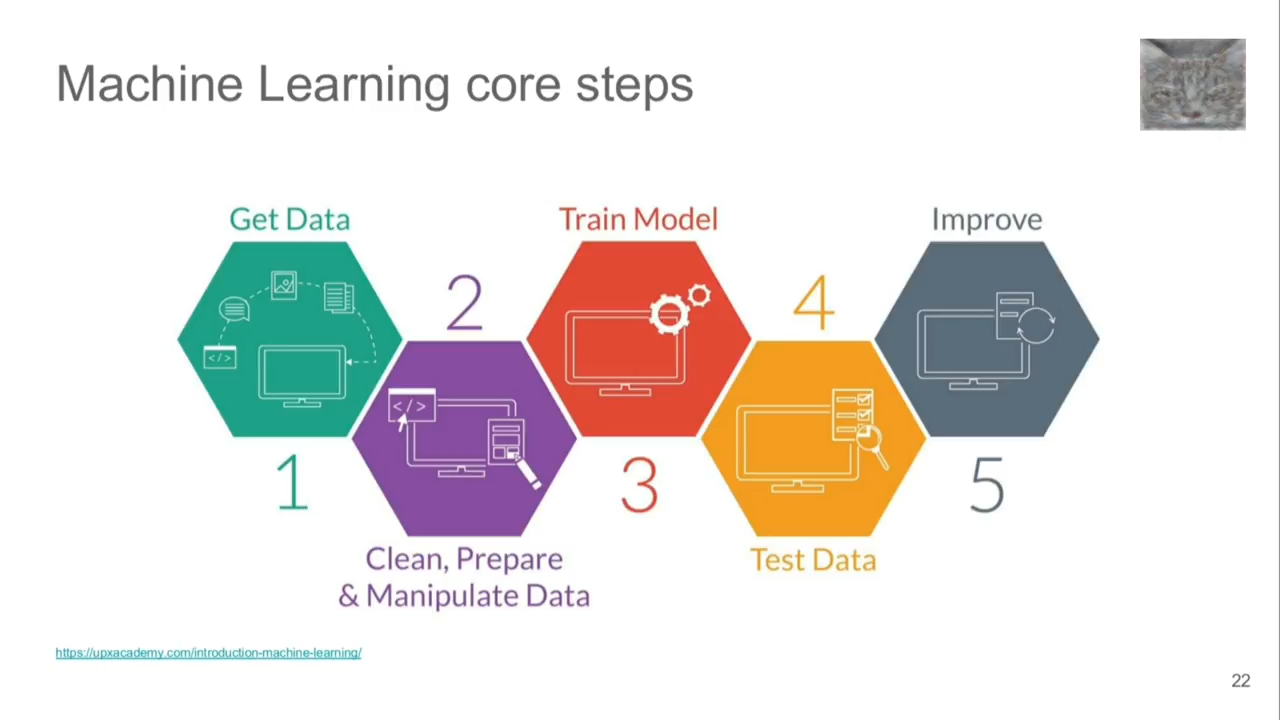 Machine Learning core steps
Get Data
Train Model
Improve
2
4
</>
</>
1
3
5
Clean, Prepare
& Manipulate Data
Test Data
https://upxacademy.com/introduction-machine-learning/
22